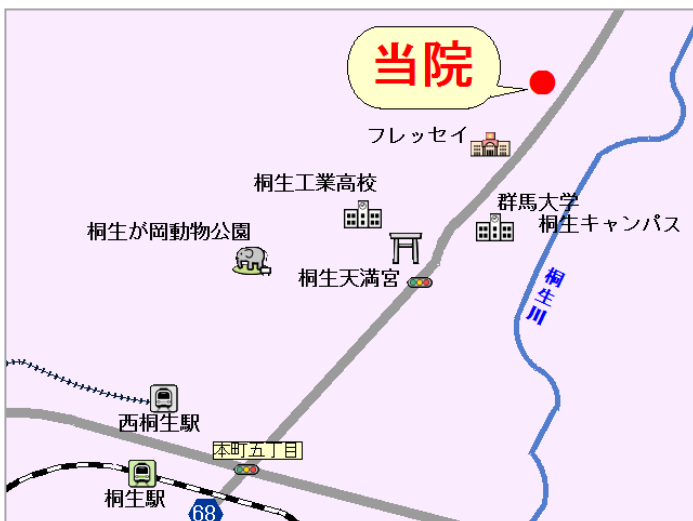 当院
フレッセイ
桐生工業高校
群馬大学
桐生キャンパス
桐生が岡動物公園
桐生天満宮
桐生川
西桐生駅
本町五丁目
桐生駅
68